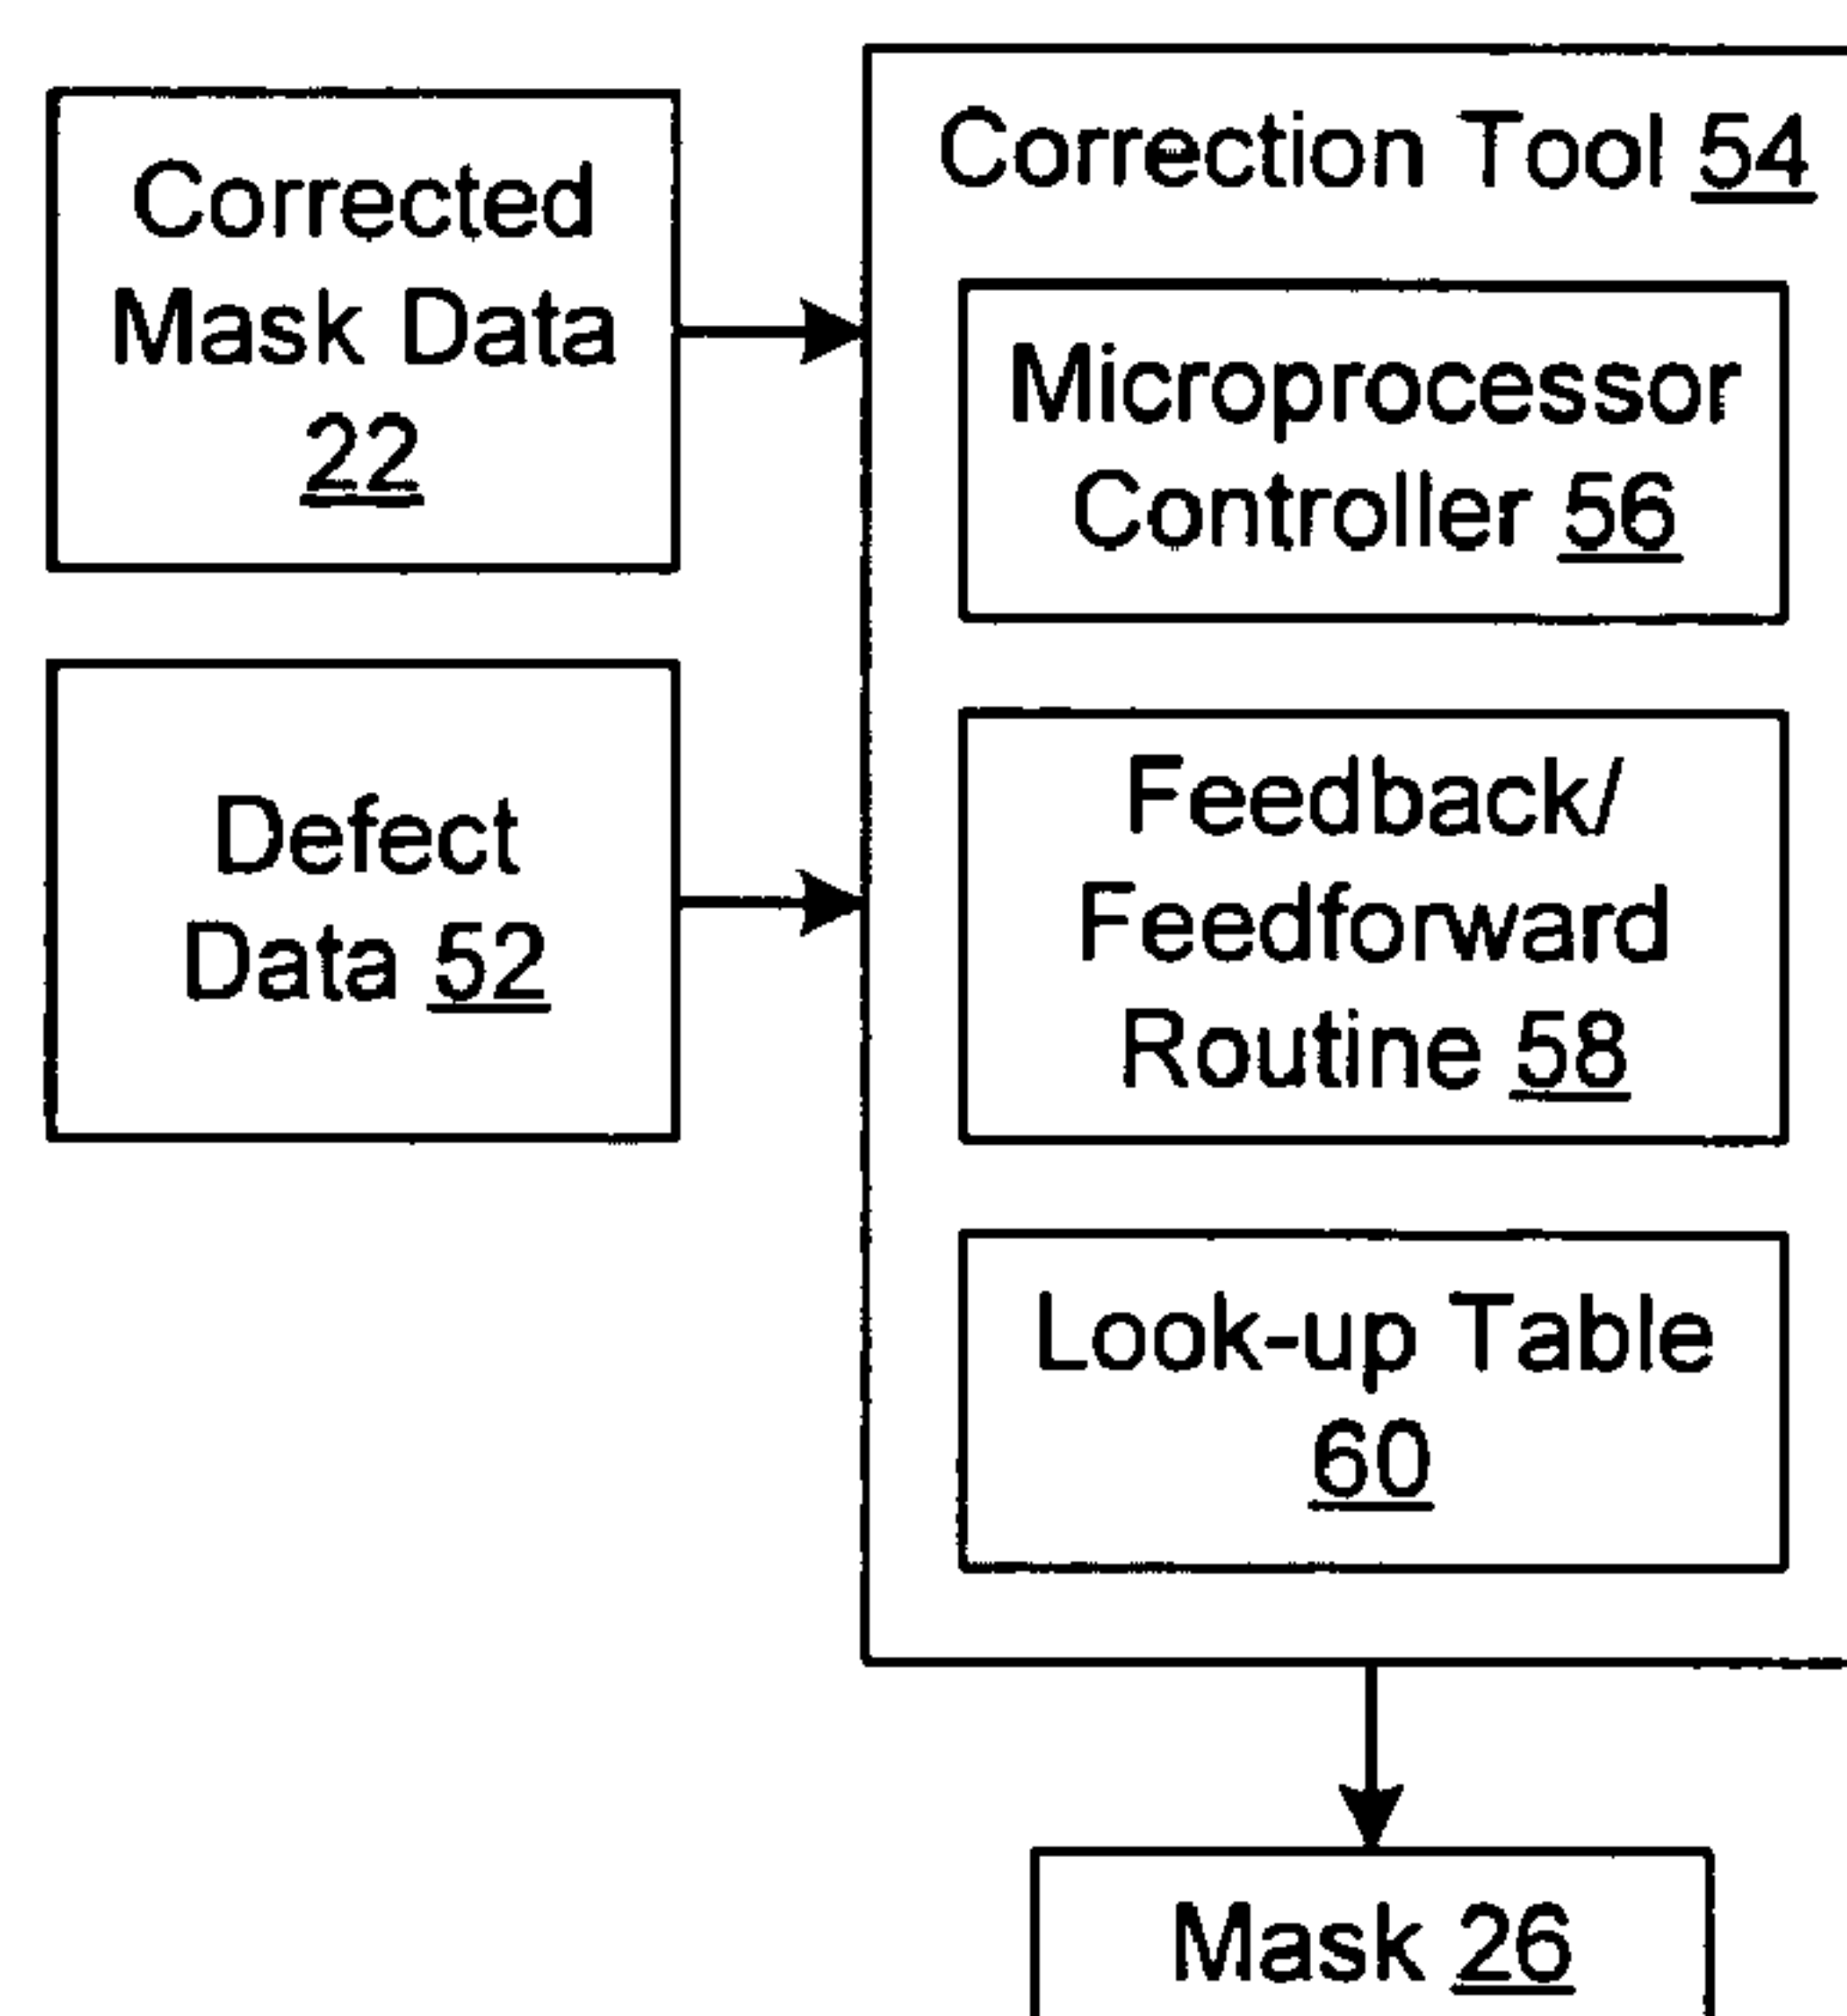 Corrected
Mask Data
22
Defect
Data 52
Correction Tool 54
Microprocessor
Controller 56
Feedback/
Feedforward
Routine 58
Look-up Table
60
Mask 26